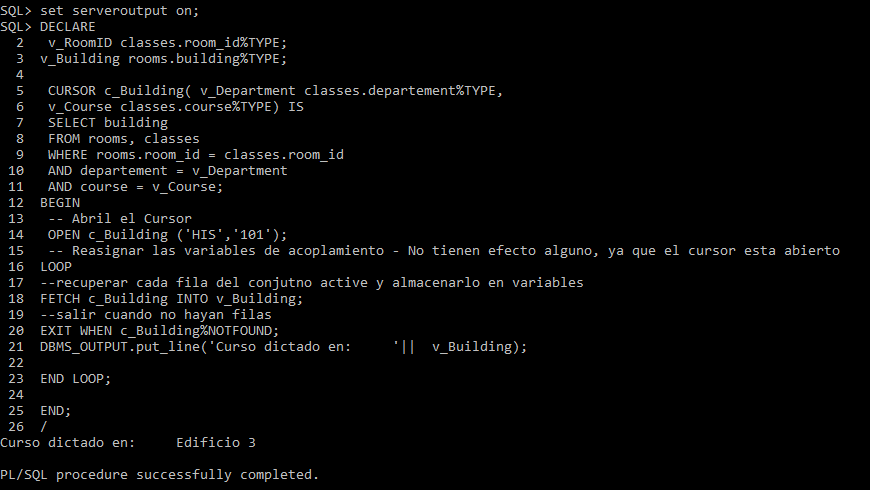 SQL> set serveroutput on;
SQL> DECLARE
  2   v_RoomID classes.room_id%TYPE;
  3  v_Building rooms.building%TYPE;
  4
  5   CURSOR c_Building( v_Department classes.departement%TYPE,
  6   v_Course classes.course%TYPE) IS
  7   SELECT building
  8   FROM rooms, classes
  9   WHERE rooms.room_id = classes.room_id
 10   AND departement = v_Department
 11   AND course = v_Course;
 12  BEGIN
 13   -- Abril el Cursor
 14   OPEN c_Building ('HIS','101');
 15   -- Reasignar las variables de acoplamiento - No tienen efecto alguno, ya que el cursor esta abierto
 16  LOOP
 17  --recuperar cada fila del conjutno active y almacenarlo en variables
 18  FETCH c_Building INTO v_Building;
 19  --salir cuando no hayan filas
 20  EXIT WHEN c_Building%NOTFOUND;
 21  DBMS_OUTPUT.put_line('Curso dictado en:     '||  v_Building);
 22
 23  END LOOP;
 24
 25  END;
 26  /
Curso dictado en:     Edificio 3
PL/SQL procedure successfully completed.